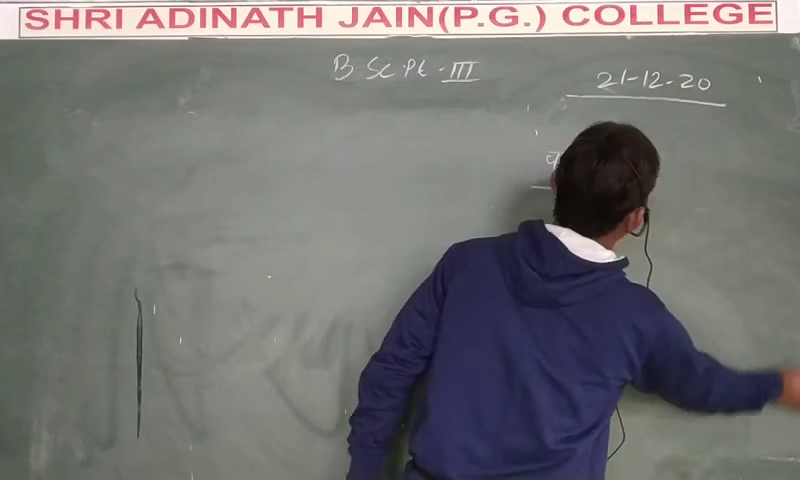 SHRI ADINATH JAIN(P.G.) COLLEGE
B.Sc. Pt - III
21-12-20